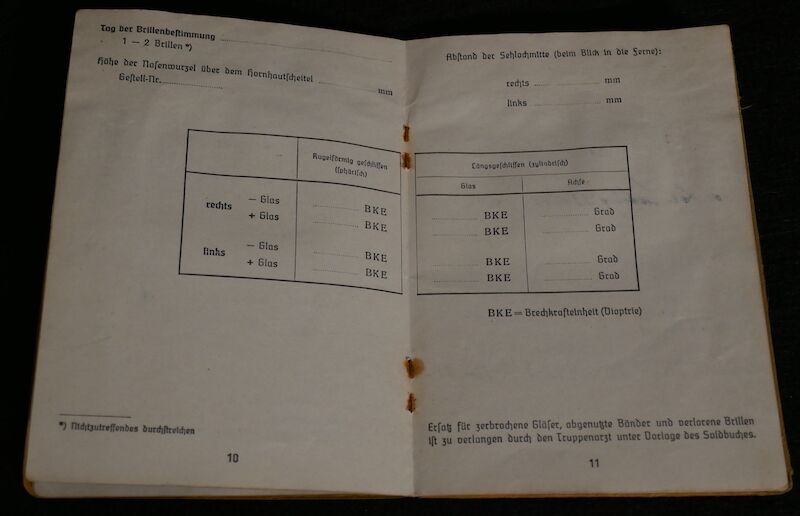 Tag der Brillenbestimmung
1 — 2 Brillen *)
Höhe der Nasenwurzel über dem Hornhautscheitel mm
Gestell-Nr.
Kugelförmig geschliffen
(sphärisch)
rechts — Glas BKE
+ Glas BKE
links — Glas BKE
+ Glas BKE
*) Nichtzutreffendes durchstreichen
10
Abstand der Sehlochmitte (beim Blick in die Ferne):
rechts mm
links mm
Längsgeschliffen (zylindrisch)
Glas Achse
BKE Grad
BKE Grad
BKE Grad
BKE Grad
BKE = Brechkrafteinheit (Dioptrie)
Ersatz für zerbrochene Gläser, abgenutzte Bänder und verlorene Brillen
ist zu verlangen durch den Truppenarzt unter Vorlage des Soldbuches.
11